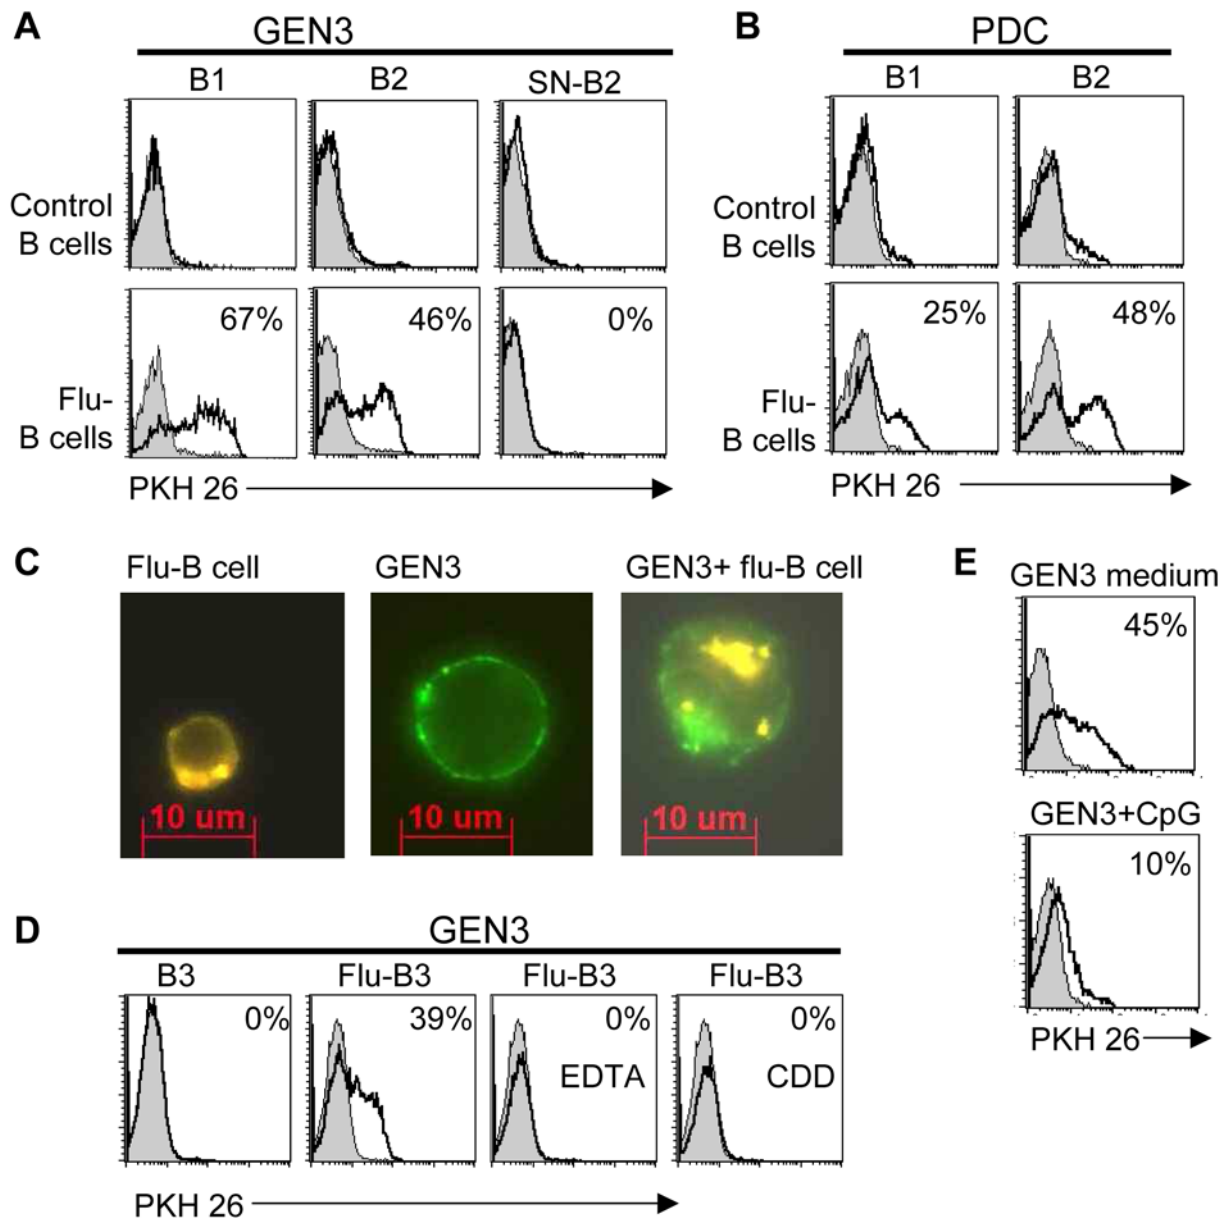 A
GEN3
B1 B2 SN-B2
Control
B cells
67% 46% 0%
Flu-
B cells
PKH 26
B
PDC
B1 B2
Control
B cells
25% 48%
Flu-
B cells
PKH 26
C
Flu-B cell GEN3 GEN3+ flu-B cell
10 um 10 um 10 um
E
GEN3 medium
45%
GEN3+CpG
10%
PKH 26
D
GEN3
B3 Flu-B3 Flu-B3 Flu-B3
0% 39% 0% 0%
EDTA CDD
PKH 26